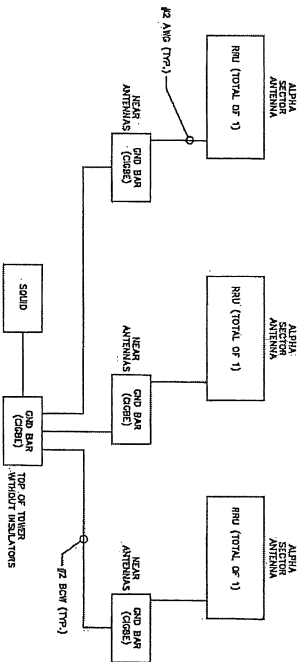 ALPHA
SECTOR
ANTENNA
RRU (TOTAL OF 1)
#2 AWG (TYP.)
NEAR
ANTENNAS
GND BAR
(CIGBE)
ALPHA
SECTOR
ANTENNA
RRU (TOTAL OF 1)
NEAR
ANTENNAS
GND BAR
(CIGBE)
ALPHA
SECTOR
ANTENNA
RRU (TOTAL OF 1)
NEAR
ANTENNAS
GND BAR
(CIGBE)
SQUID
GND BAR
(CIGBE)
TOP OF TOWER
WITHOUT INSULATORS
#2 BCW (TYP.)